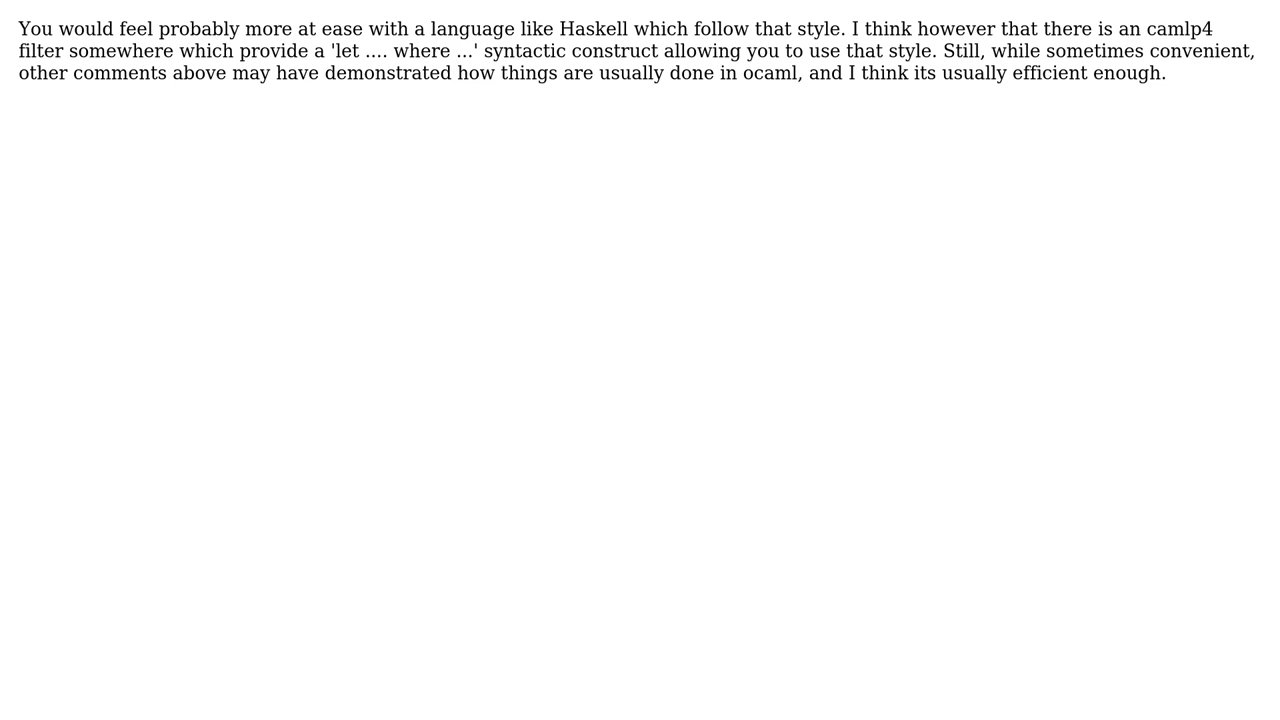 You would feel probably more at ease with a language like Haskell which follow that style. I think however that there is an camlp4
filter somewhere which provide a 'let .... where ...' syntactic construct allowing you to use that style. Still, while sometimes convenient,
other comments above may have demonstrated how things are usually done in ocaml, and I think its usually efficient enough.